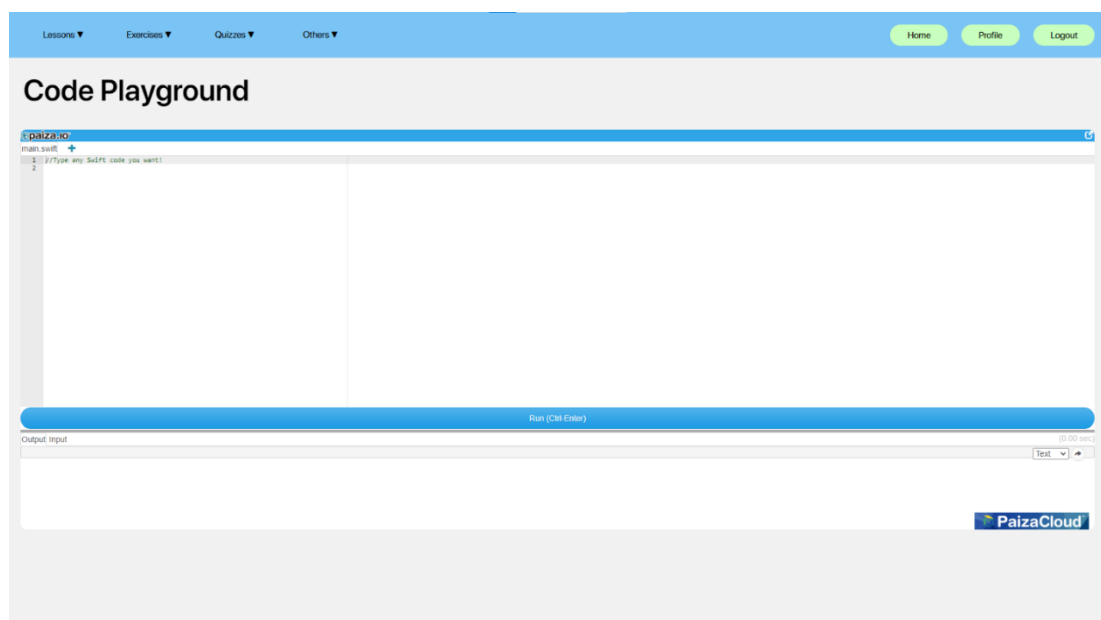 Lessons ▼ Exercises ▼ Quizzes ▼ Others ▼ Home Profile Logout
Code Playground
paiza.io
main.swift +
1 //Type any Swift code you want!
2
Run (Ctrl-Enter)
Output Input (0.00 sec)
Text
PaizaCloud